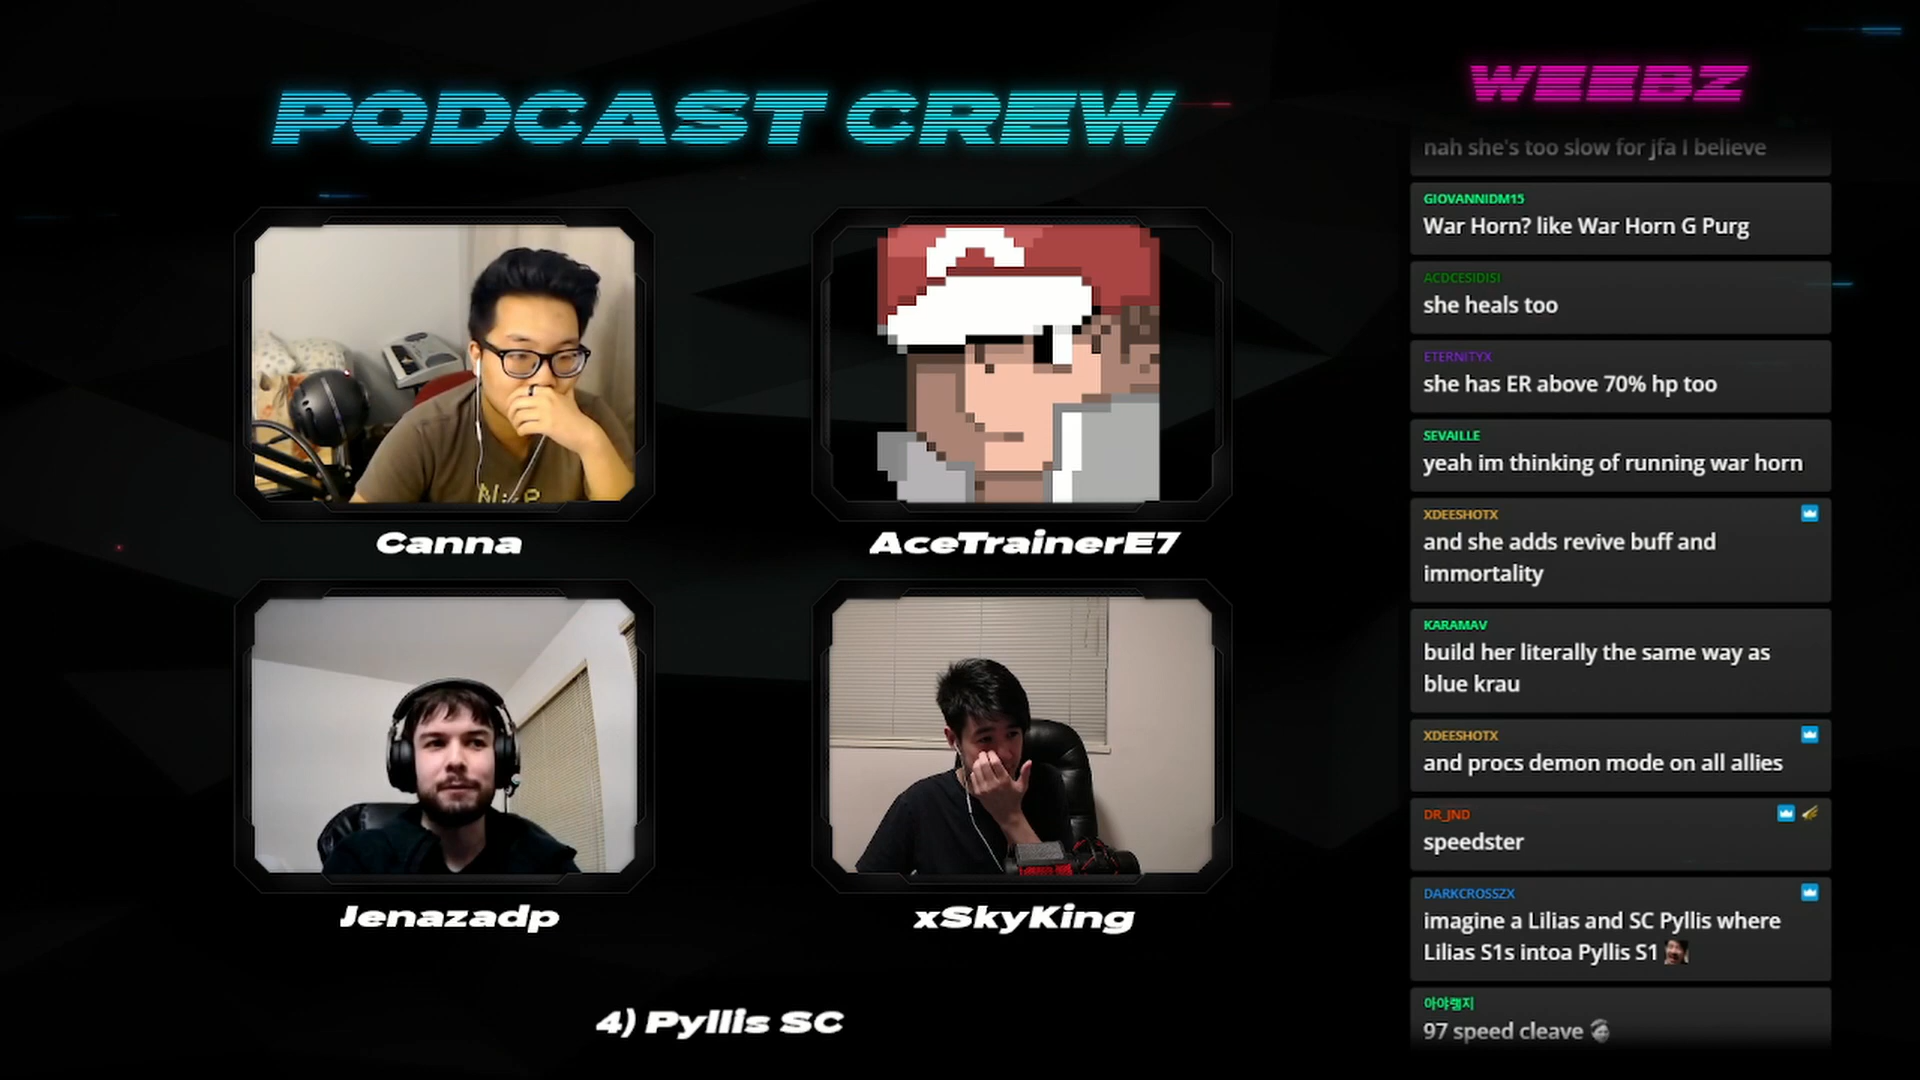 PODCAST CREW
Canna
AceTrainerE7
Nice
Jenazadp
xSkyKing
4) Pyllis SC
WEEBZ
nah she's too slow for jfa I believe
GIOVANNIDM15
War Horn? like War Horn G Purg
ACDCESIDISI
she heals too
ETERNITYX
she has ER above 70% hp too
SEVAILLE
yeah im thinking of running war horn
XDEESHOTX
and she adds revive buff and
immortality
KARAMAV
build her literally the same way as
blue krau
XDEESHOTX
and procs demon mode on all allies
DR_JND
speedster
DARKCROSSZX
imagine a Lilias and SC Pyllis where
Lilias S1s intoa Pyllis S1
97 speed cleave